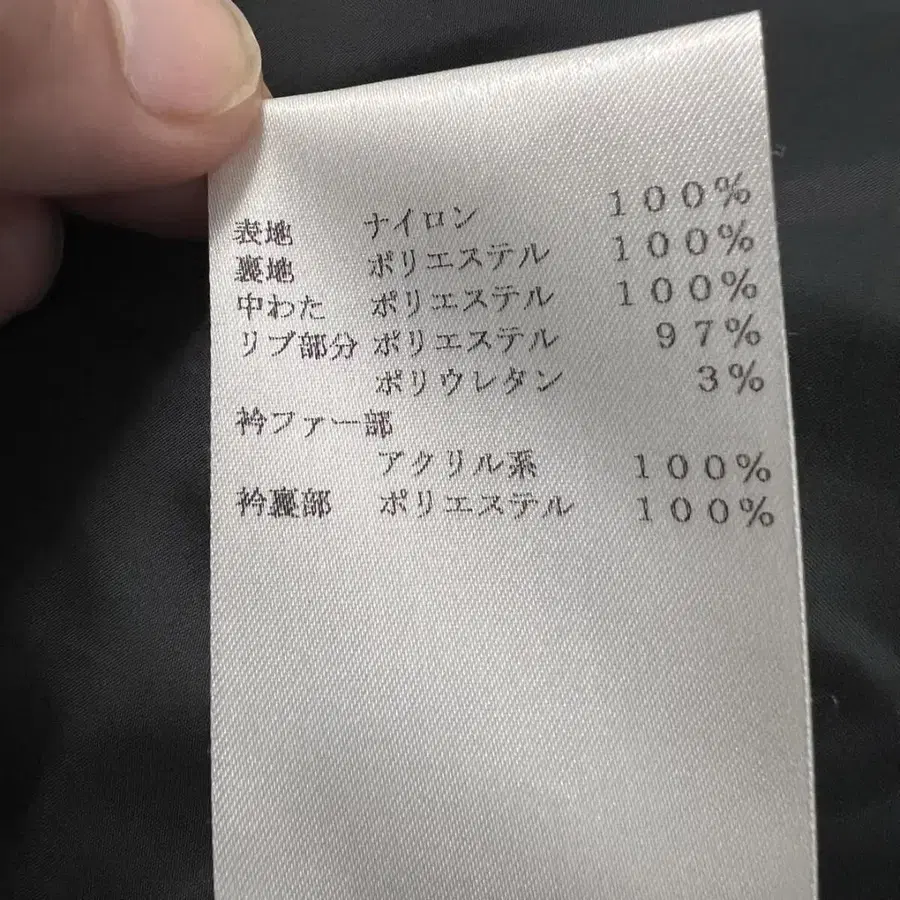 表地 ナイロン 100%
裏地 ポリエステル 100%
中わた ポリエステル 100%
リブ部分 ポリエステル 97%
ポリウレタン 3%
衿ファー部
アクリル系 100%
衿裏部 ポリエステル 100%